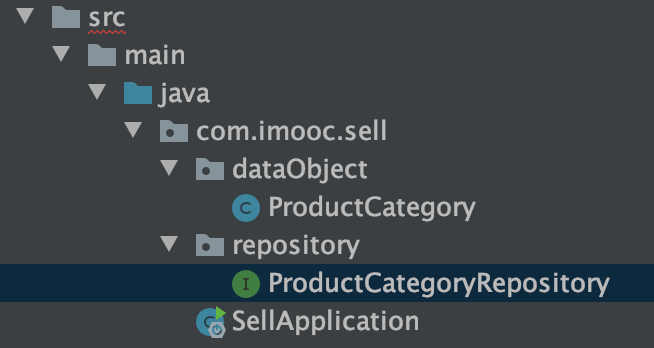 src
main
java
com.imooc.sell
dataObject
C ProductCategory
repository
I ProductCategoryRepository
C SellApplication